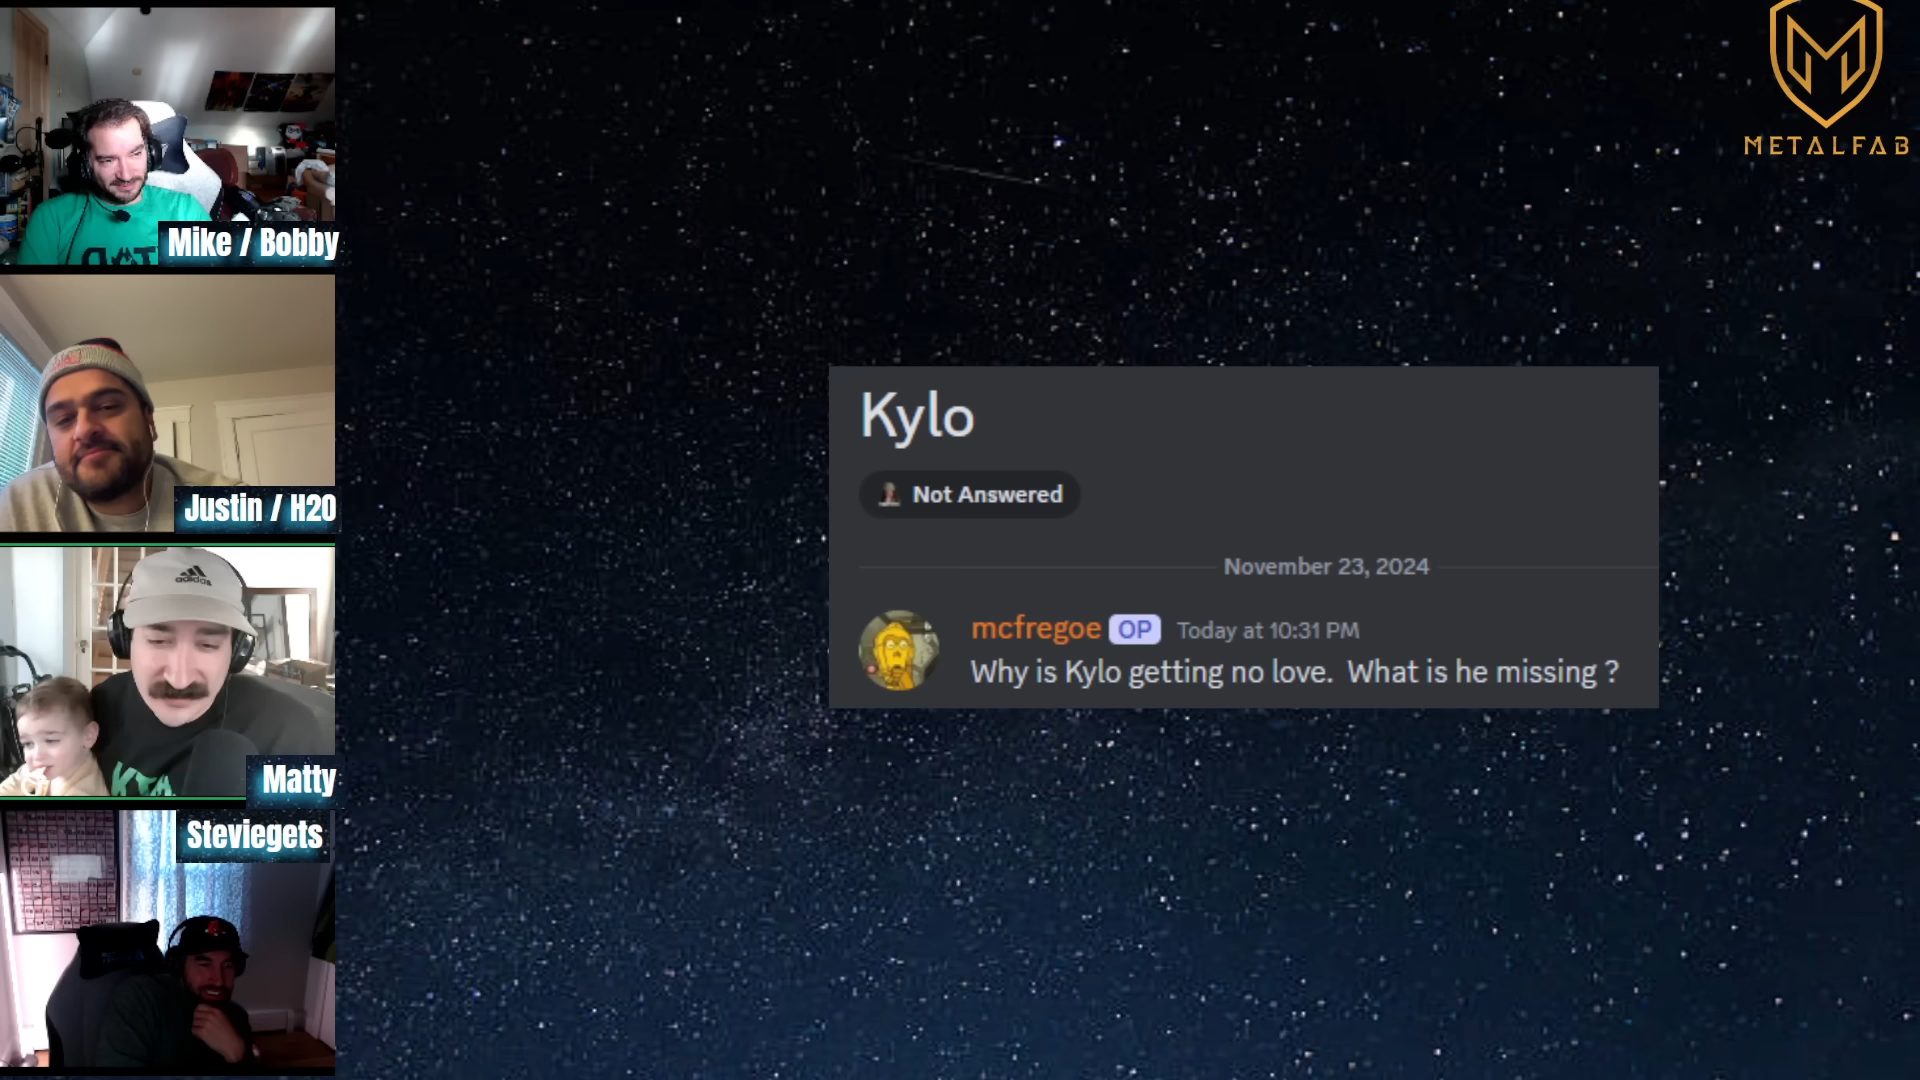 METALFAB
Mike / Bobby
Justin / H20
adidas
Matty
Steviegets
Kylo
Not Answered
November 23, 2024
mcfregoe OP Today at 10:31 PM
Why is Kylo getting no love. What is he missing ?